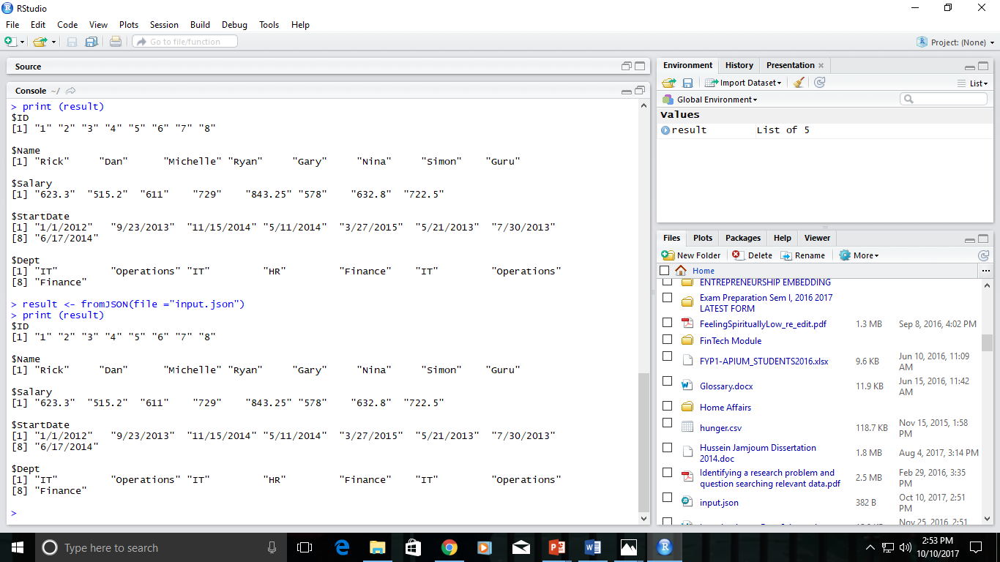 RStudio
File Edit Code View Plots Session Build Debug Tools Help
Go to file/function
Project: (None)
Source
Console ~/
> print (result)
$ID
[1] "1" "2" "3" "4" "5" "6" "7" "8"
$Name
[1] "Rick"     "Dan"      "Michelle" "Ryan"     "Gary"     "Nina"     "Simon"    "Guru"
$Salary
[1] "623.3"  "515.2"  "611"    "729"    "843.25" "578"    "632.8"  "722.5"
$StartDate
[1] "1/1/2012"   "9/23/2013"  "11/15/2014" "5/11/2014"  "3/27/2015"  "5/21/2013"  "7/30/2013"
[8] "6/17/2014"
$Dept
[1] "IT"         "Operations" "IT"         "HR"         "Finance"    "IT"         "Operations"
[8] "Finance"
> result <- fromJSON(file ="input.json")
> print (result)
$ID
[1] "1" "2" "3" "4" "5" "6" "7" "8"
$Name
[1] "Rick"     "Dan"      "Michelle" "Ryan"     "Gary"     "Nina"     "Simon"    "Guru"
$Salary
[1] "623.3"  "515.2"  "611"    "729"    "843.25" "578"    "632.8"  "722.5"
$StartDate
[1] "1/1/2012"   "9/23/2013"  "11/15/2014" "5/11/2014"  "3/27/2015"  "5/21/2013"  "7/30/2013"
[8] "6/17/2014"
$Dept
[1] "IT"         "Operations" "IT"         "HR"         "Finance"    "IT"         "Operations"
[8] "Finance"
>
Environment History Presentation
Import Dataset List
Global Environment
Values
result List of 5
Files Plots Packages Help Viewer
New Folder Delete Rename More
Home
ENTREPRENEURSHIP EMBEDDING
Exam Preparation Sem I, 2016 2017
LATEST FORM
FeelingSpirituallyLow_re_edit.pdf 1.3 MB Sep 8, 2016, 4:02 PM
FinTech Module
FYP1-APIUM_STUDENTS2016.xlsx 9.6 KB Jun 10, 2016, 11:09
AM
Glossary.docx 11.9 KB Jun 15, 2016, 11:42
AM
Home Affairs
hunger.csv 118.7 KB Nov 15, 2015, 1:58
PM
Hussein Jamjoum Dissertation
2014.doc 1.8 MB Aug 4, 2017, 3:14 PM
Identifying a research problem and
question searching relevant data.pdf 2.5 MB Feb 29, 2016, 3:35
PM
input.json 382 B Oct 10, 2017, 2:51
PM
Nov 25, 2016, 2:51
Type here to search
2:53 PM
10/10/2017